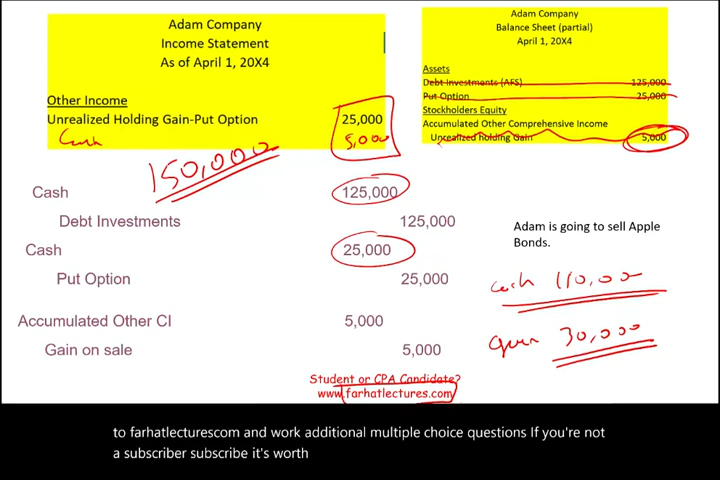 Adam Company
Income Statement
As of April 1, 20X4
Other Income
Unrealized Holding Gain-Put Option 25,000
Cash 5,000
150,000
Adam Company
Balance Sheet (partial)
April 1, 20X4
Assets
Debt Investments (AFS) 125,000
Put Option 25,000
Stockholders Equity
Accumulated Other Comprehensive Income
Unrealized holding Gain 5,000
Cash 125,000
Debt Investments 125,000
Cash 25,000
Put Option 25,000
Accumulated Other CI 5,000
Gain on sale 5,000
Adam is going to sell Apple
Bonds.
Cash 110,00
Gain 30,000
Student or CPA Candidate?
www.farhatlectures.com
to farhatlecturescom and work additional multiple choice questions If you're not
a subscriber subscribe it's worth